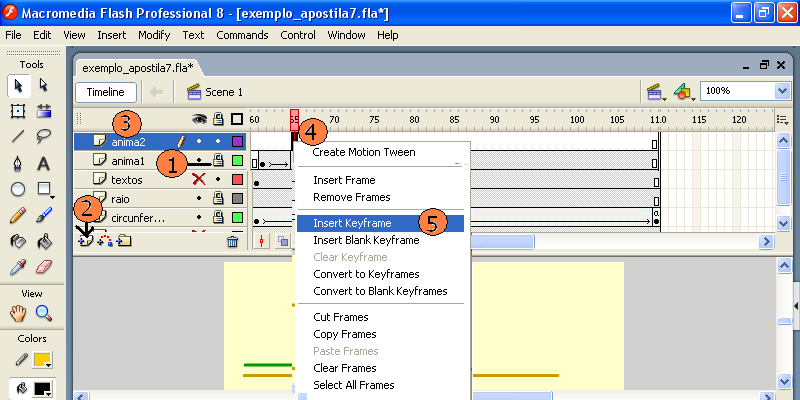 Macromedia Flash Professional 8 - [exemplo_apostila7.fla*]
File Edit View Insert Modify Text Commands Control Window Help
Tools
exemplo_apostila7.fla*
Timeline Scene 1 100%
60 65 70 75 80 85 90 95 100 105 110 115 120
3
anima2
4
anima1
1
textos
raio
circunfer...
2
Create Motion Tween
Insert Frame
Remove Frames
Insert Keyframe
5
Insert Blank Keyframe
Clear Keyframe
Convert to Keyframes
Convert to Blank Keyframes
Cut Frames
Copy Frames
Paste Frames
Clear Frames
Select All Frames
View
Colors